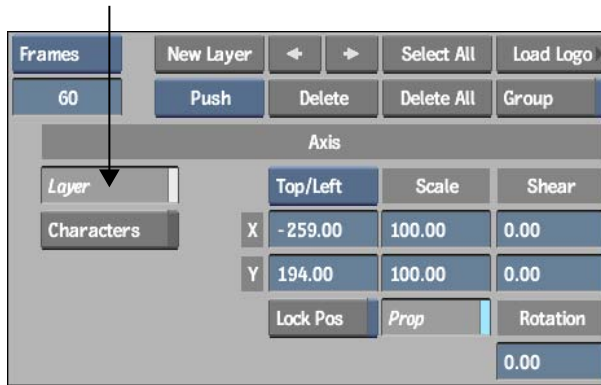 Frames New Layer Select All Load Logo
60 Push Delete Delete All Group
Axis
Layer Top/Left Scale Shear
Characters X -259.00 100.00 0.00
Y 194.00 100.00 0.00
Lock Pos Prop Rotation
0.00